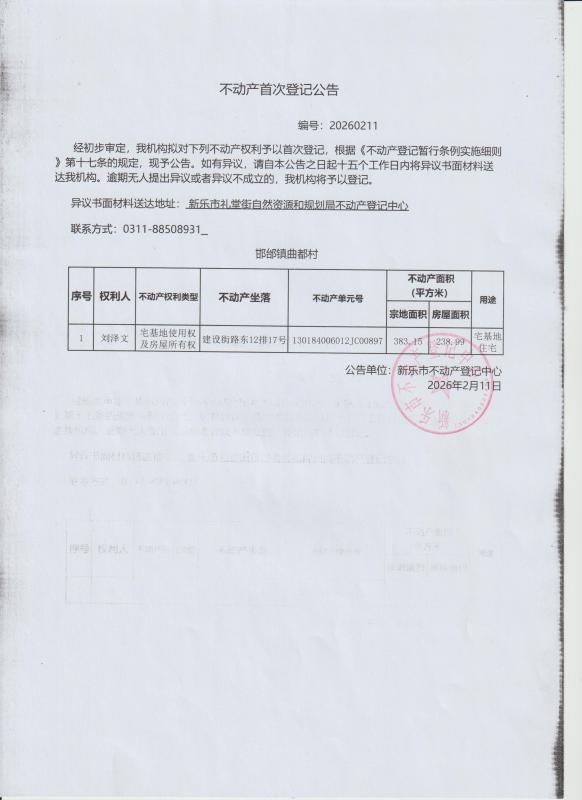 不动产首次登记公告
编号：20260211
经初步审定，我机构拟对下列不动产权利予以首次登记，根据《不动产登记暂行条例实施细则
》第十七条的规定，现予公告。如有异议，请自本公告之日起十五个工作日内将异议书面材料送
达我机构。逾期无人提出异议或者异议不成立的，我机构将予以登记。
异议书面材料送达地址： 新乐市礼堂街自然资源和规划局不动产登记中心
联系方式：0311-88508931_
邯邰镇曲都村
序号 权利人 不动产权利类型 不动产坐落 不动产单元号 不动产面积（平方米） 用途
宗地面积 房屋面积
1 刘泽文 宅基地使用权及房屋所有权 建设街路东12排17号 130184006012JC00897 383.15 238.99 宅基地住宅
公告单位：新乐市不动产登记中心
2026年2月11日
新乐市不动产登记中心